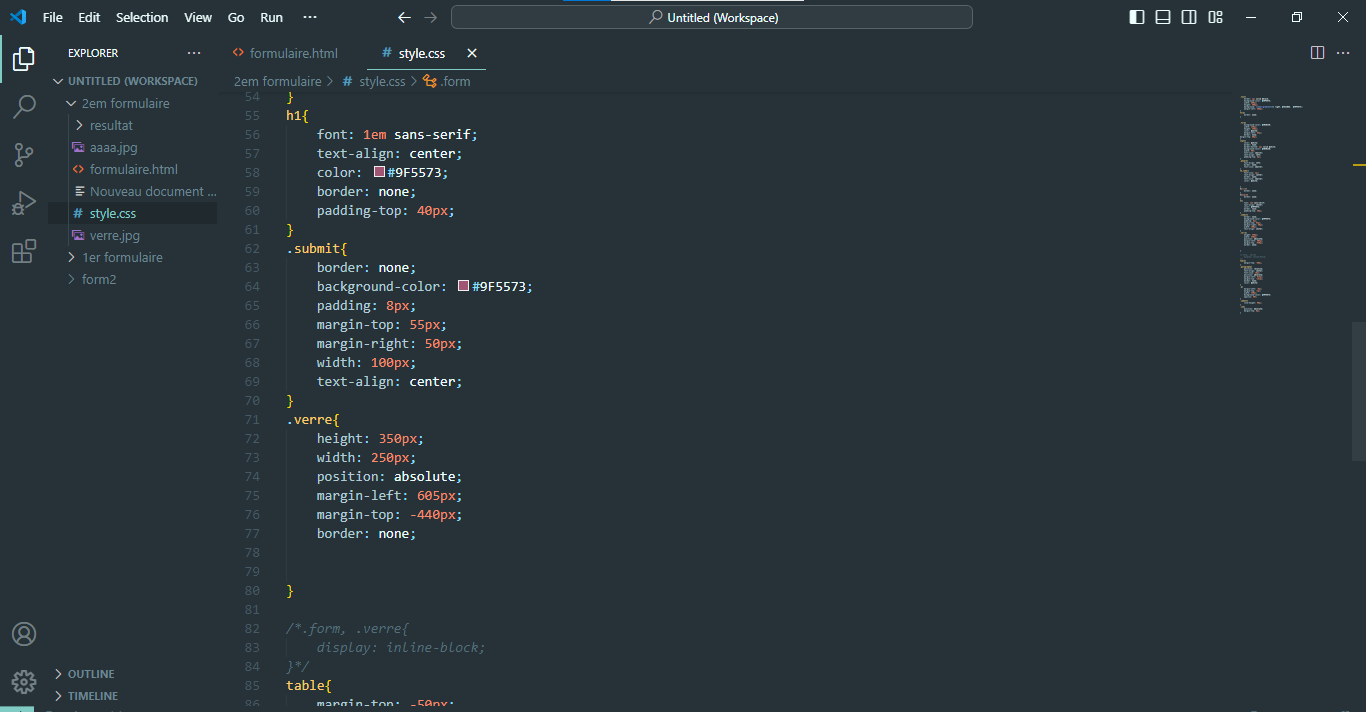 File Edit Selection View Go Run ··· Untitled (Workspace)
EXPLORER ··· formulaire.html # style.css
UNTITLED (WORKSPACE)
2em formulaire
resultat
aaaa.jpg
formulaire.html
Nouveau document ...
# style.css
verre.jpg
1er formulaire
form2
OUTLINE
TIMELINE
2em formulaire > # style.css > .form
54 }
55 h1{
56 font: 1em sans-serif;
57 text-align: center;
58 color: #9F5573;
59 border: none;
60 padding-top: 40px;
61 }
62 .submit{
63 border: none;
64 background-color: #9F5573;
65 padding: 8px;
66 margin-top: 55px;
67 margin-right: 50px;
68 width: 100px;
69 text-align: center;
70 }
71 .verre{
72 height: 350px;
73 width: 250px;
74 position: absolute;
75 margin-left: 605px;
76 margin-top: -440px;
77 border: none;
78
79
80 }
81
82 /*.form, .verre{
83 display: inline-block;
84 }*/
85 table{
86 margin-top: -50px;